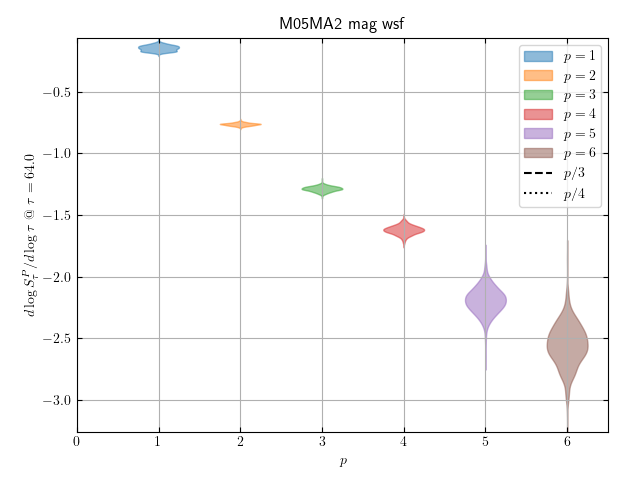 M05MA2 mag wsf
d log S_τ^P / d log τ @ τ = 64.0
−0.5
−1.0
−1.5
−2.0
−2.5
−3.0
p = 1
p = 2
p = 3
p = 4
p = 5
p = 6
p/3
p/4
0 1 2 3 4 5 6
p